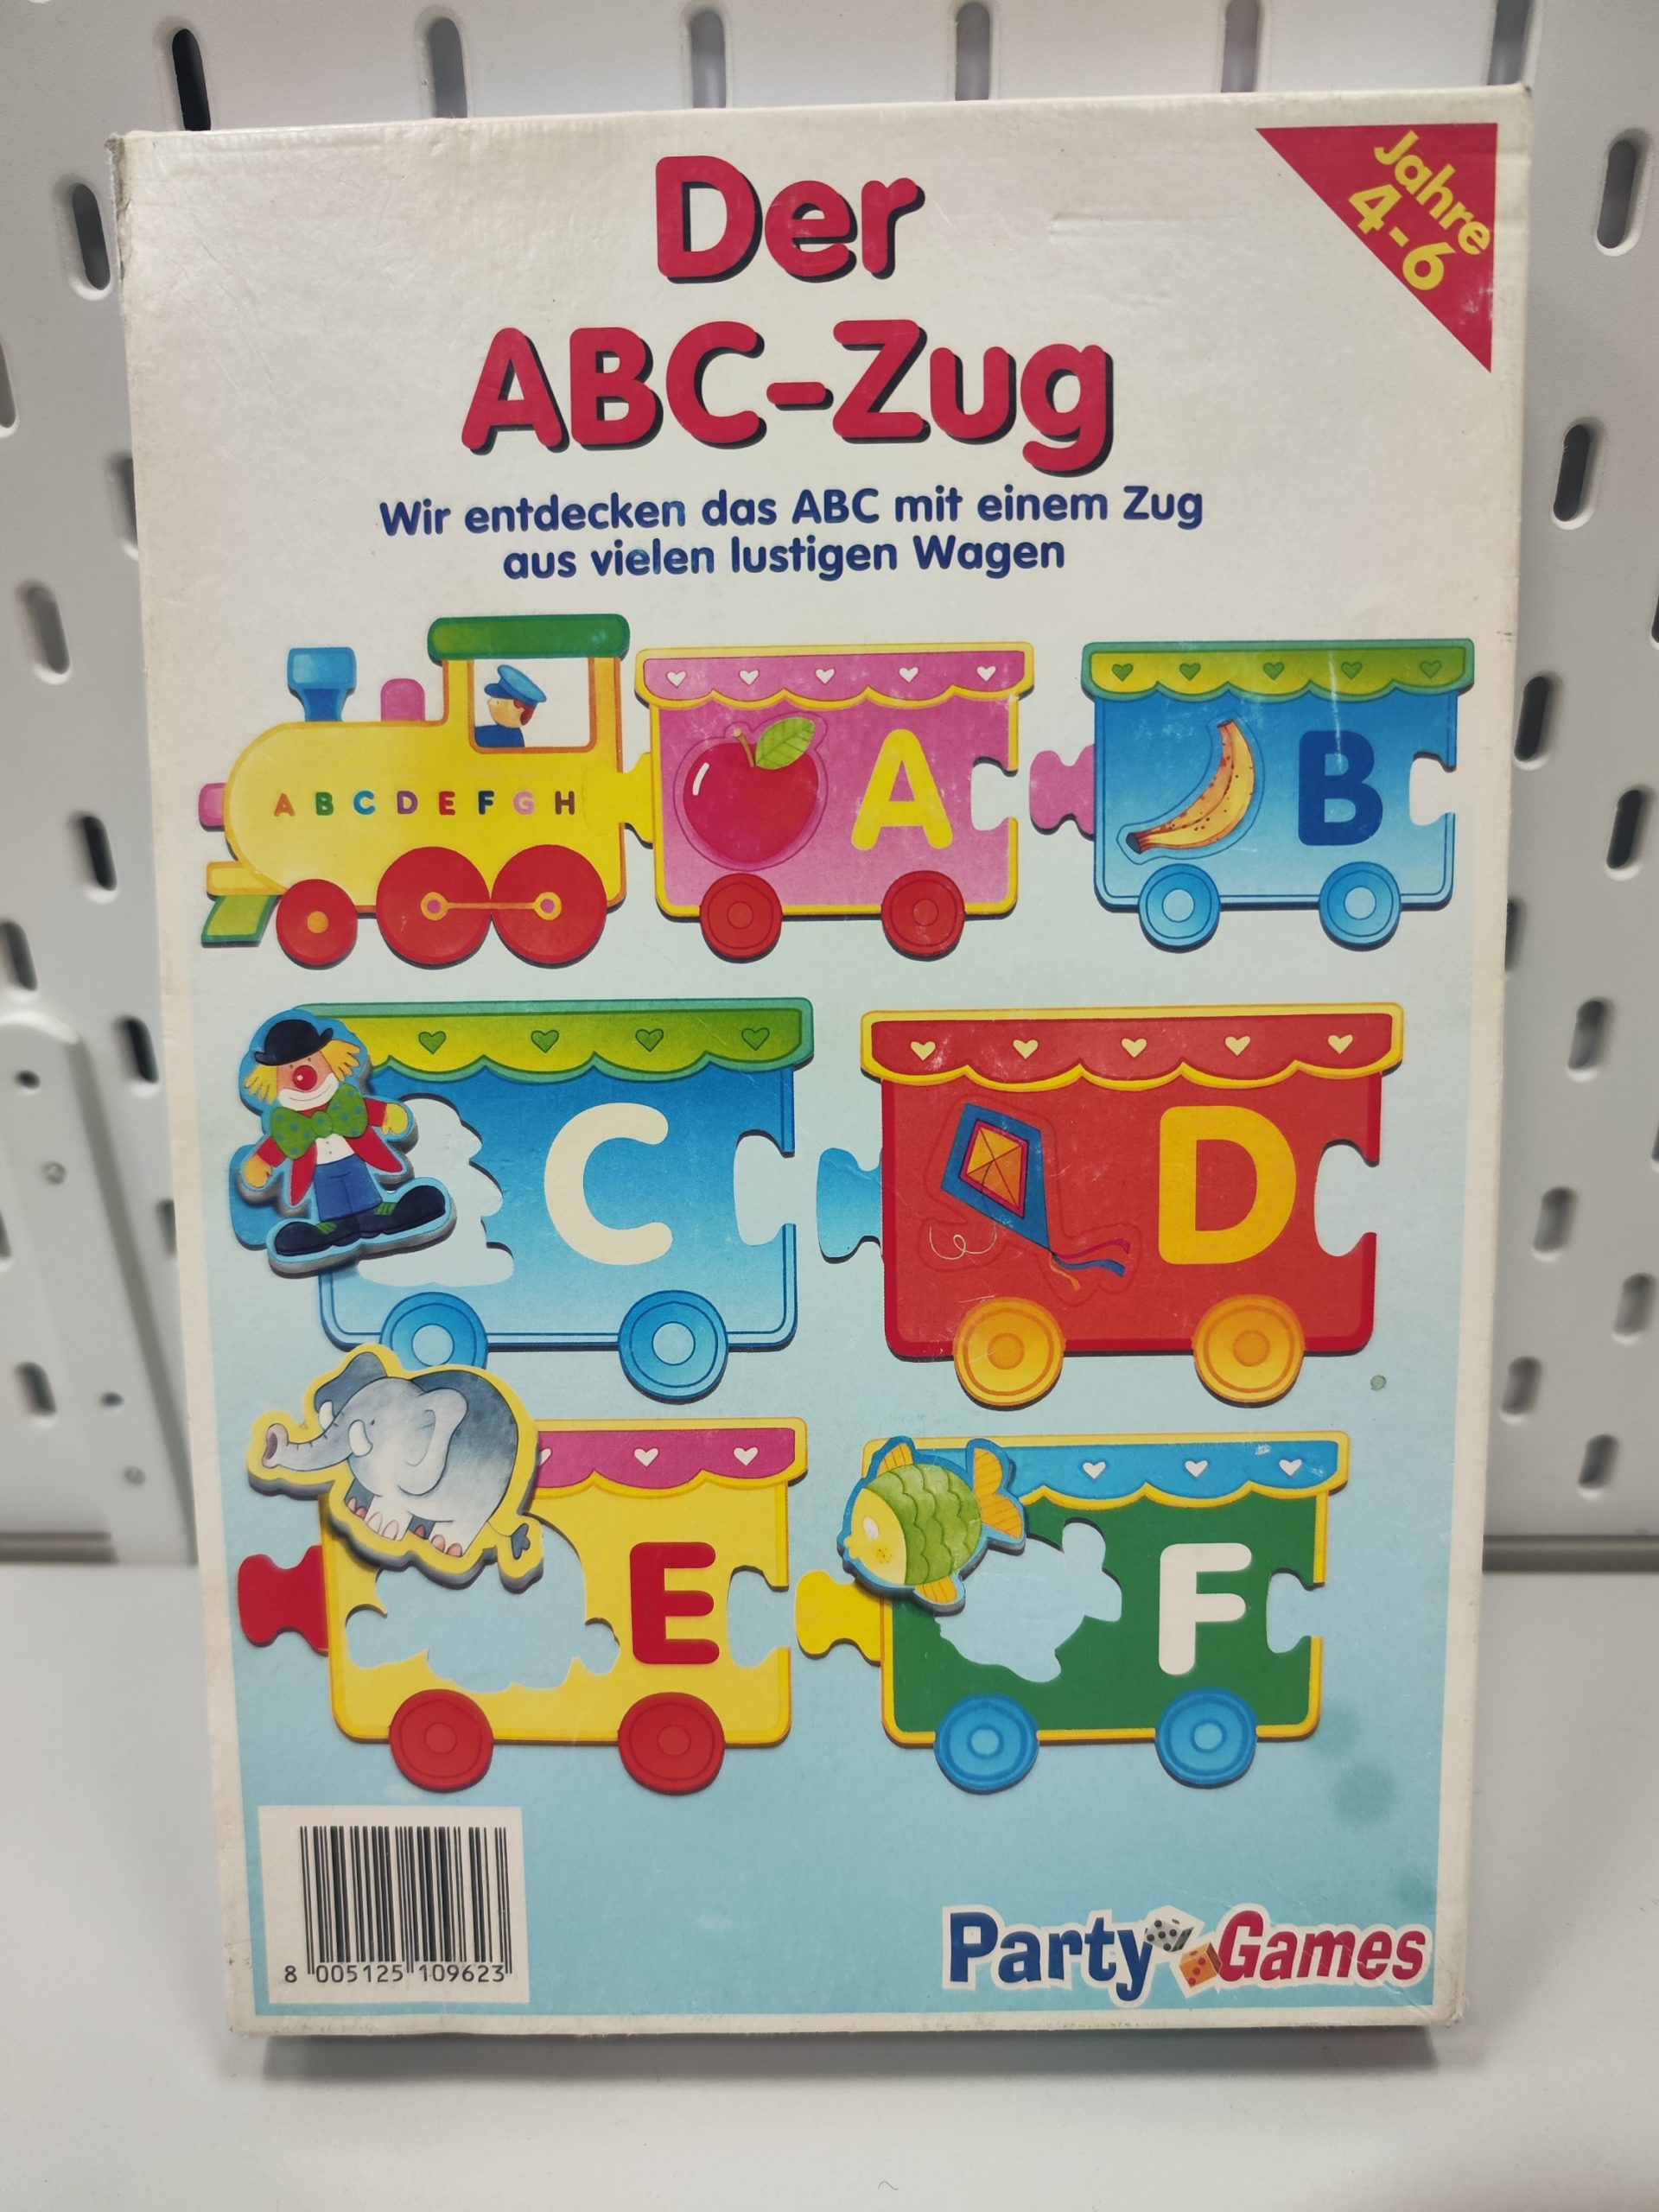 Der
Jahre
4-6
ABC-Zug
Wir entdecken das ABC mit einem Zug
aus vielen lustigen Wagen
A B C D E F G H
A
B
C
D
E
F
8 005125 109623
Party Games